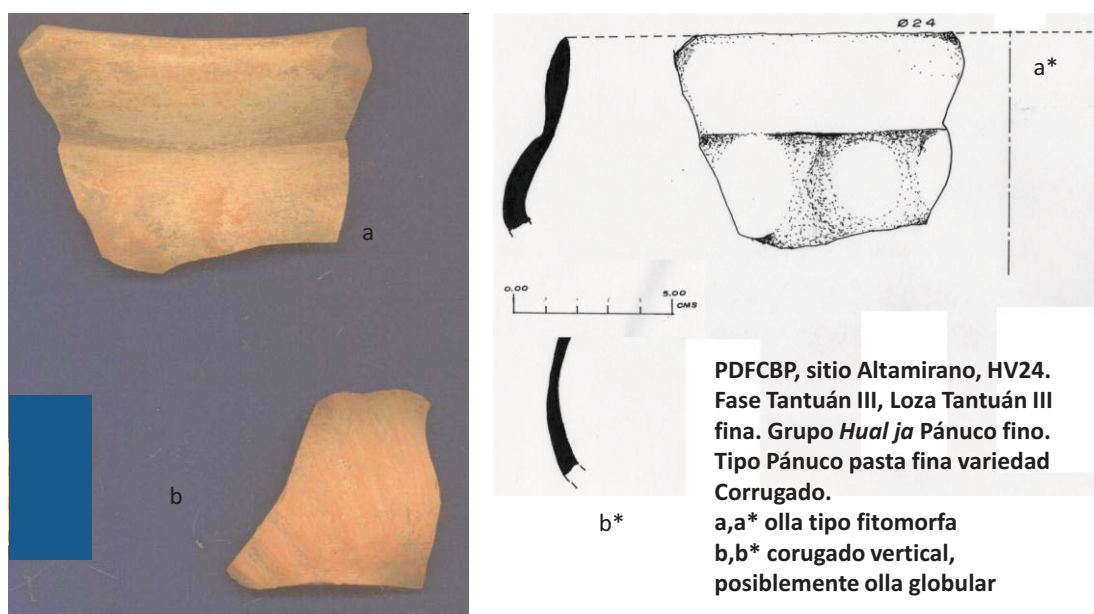 Ø 24
a*
a
0.00
5.00
CMS
b
b*
PDFCBP, sitio Altamirano, HV24.
Fase Tantuán III, Loza Tantuán III
fina. Grupo Hual ja Pánuco fino.
Tipo Pánuco pasta fina variedad
Corrugado.
a,a* olla tipo fitomorfa
b,b* corugado vertical,
posiblemente olla globular